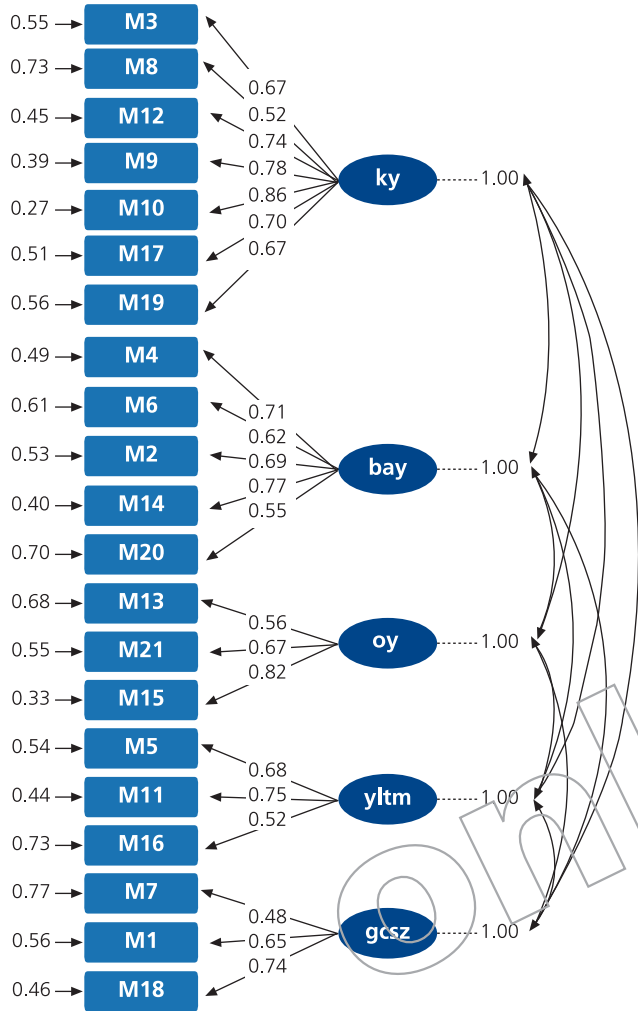 0.55 M3
0.73 M8
0.67
0.52
0.45 M12
0.74
0.39 M9
0.78
ky 1.00
0.27 M10
0.86
0.70
0.51 M17
0.67
0.56 M19
0.49 M4
0.71
0.61 M6
0.62
0.53 M2
0.69
bay 1.00
0.77
0.40 M14
0.55
0.70 M20
0.68 M13
0.56
oy 1.00
0.55 M21
0.67
0.82
0.33 M15
0.54 M5
0.68
0.44 M11
0.75
yltm 1.00
0.52
0.73 M16
0.77 M7
0.48
gcsz 1.00
0.56 M1
0.65
0.74
0.46 M18